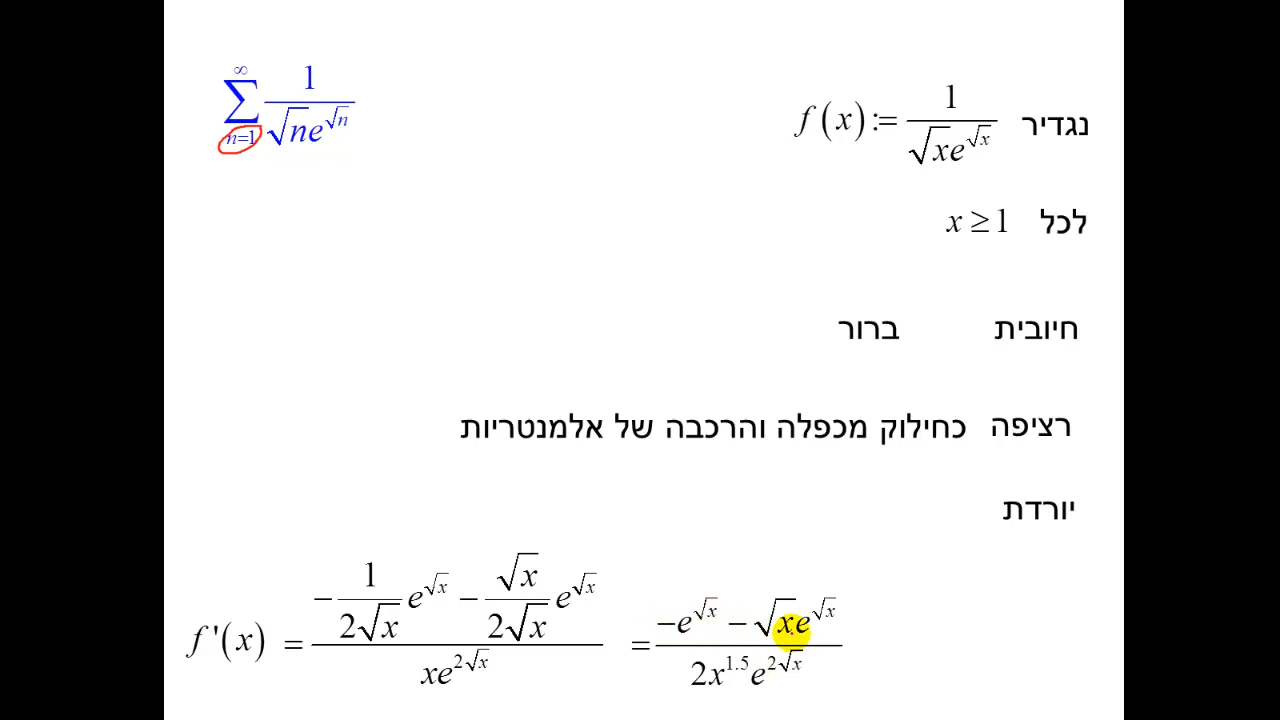 נגדיר f(x) := 1/(√x e^√x)
∑_{n=1}^{∞} 1/(√n e^√n)
לכל x ≥ 1
חיובית ברור
רציפה כחילוק מכפלה והרכבה של אלמנטריות
יורדת
f'(x) = (−1/(2√x) e^√x − √x/(2√x) e^√x)/(x e^{2√x}) = (−e^√x − √x e^√x)/(2x^{1.5} e^{2√x})